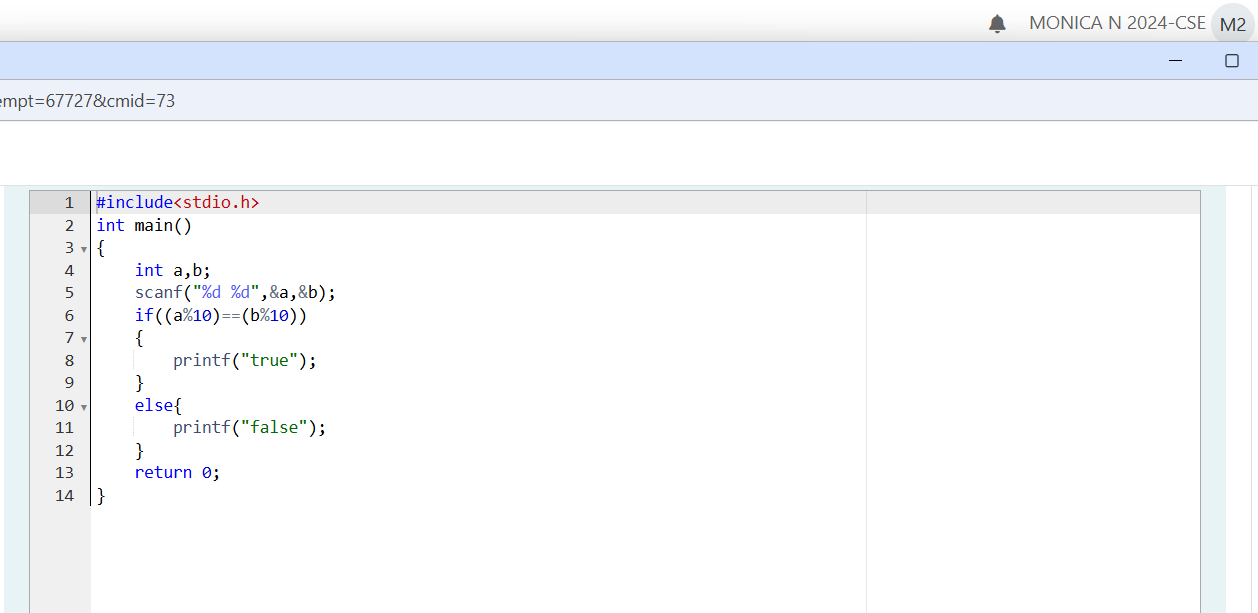 MONICA N 2024-CSE M2
empt=67727&cmid=73
1 #include<stdio.h>
2 int main()
3 {
4     int a,b;
5     scanf("%d %d",&a,&b);
6     if((a%10)==(b%10))
7     {
8         printf("true");
9     }
10     else{
11         printf("false");
12     }
13     return 0;
14 }